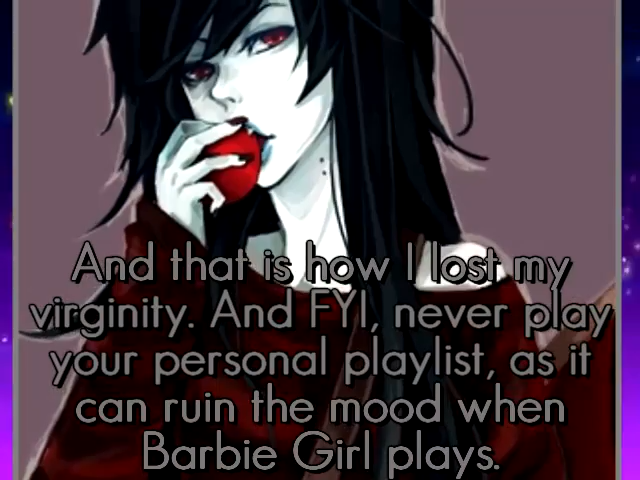 And that is how I lost my
virginity. And FYI, never play
your personal playlist, as it
can ruin the mood when
Barbie Girl plays.